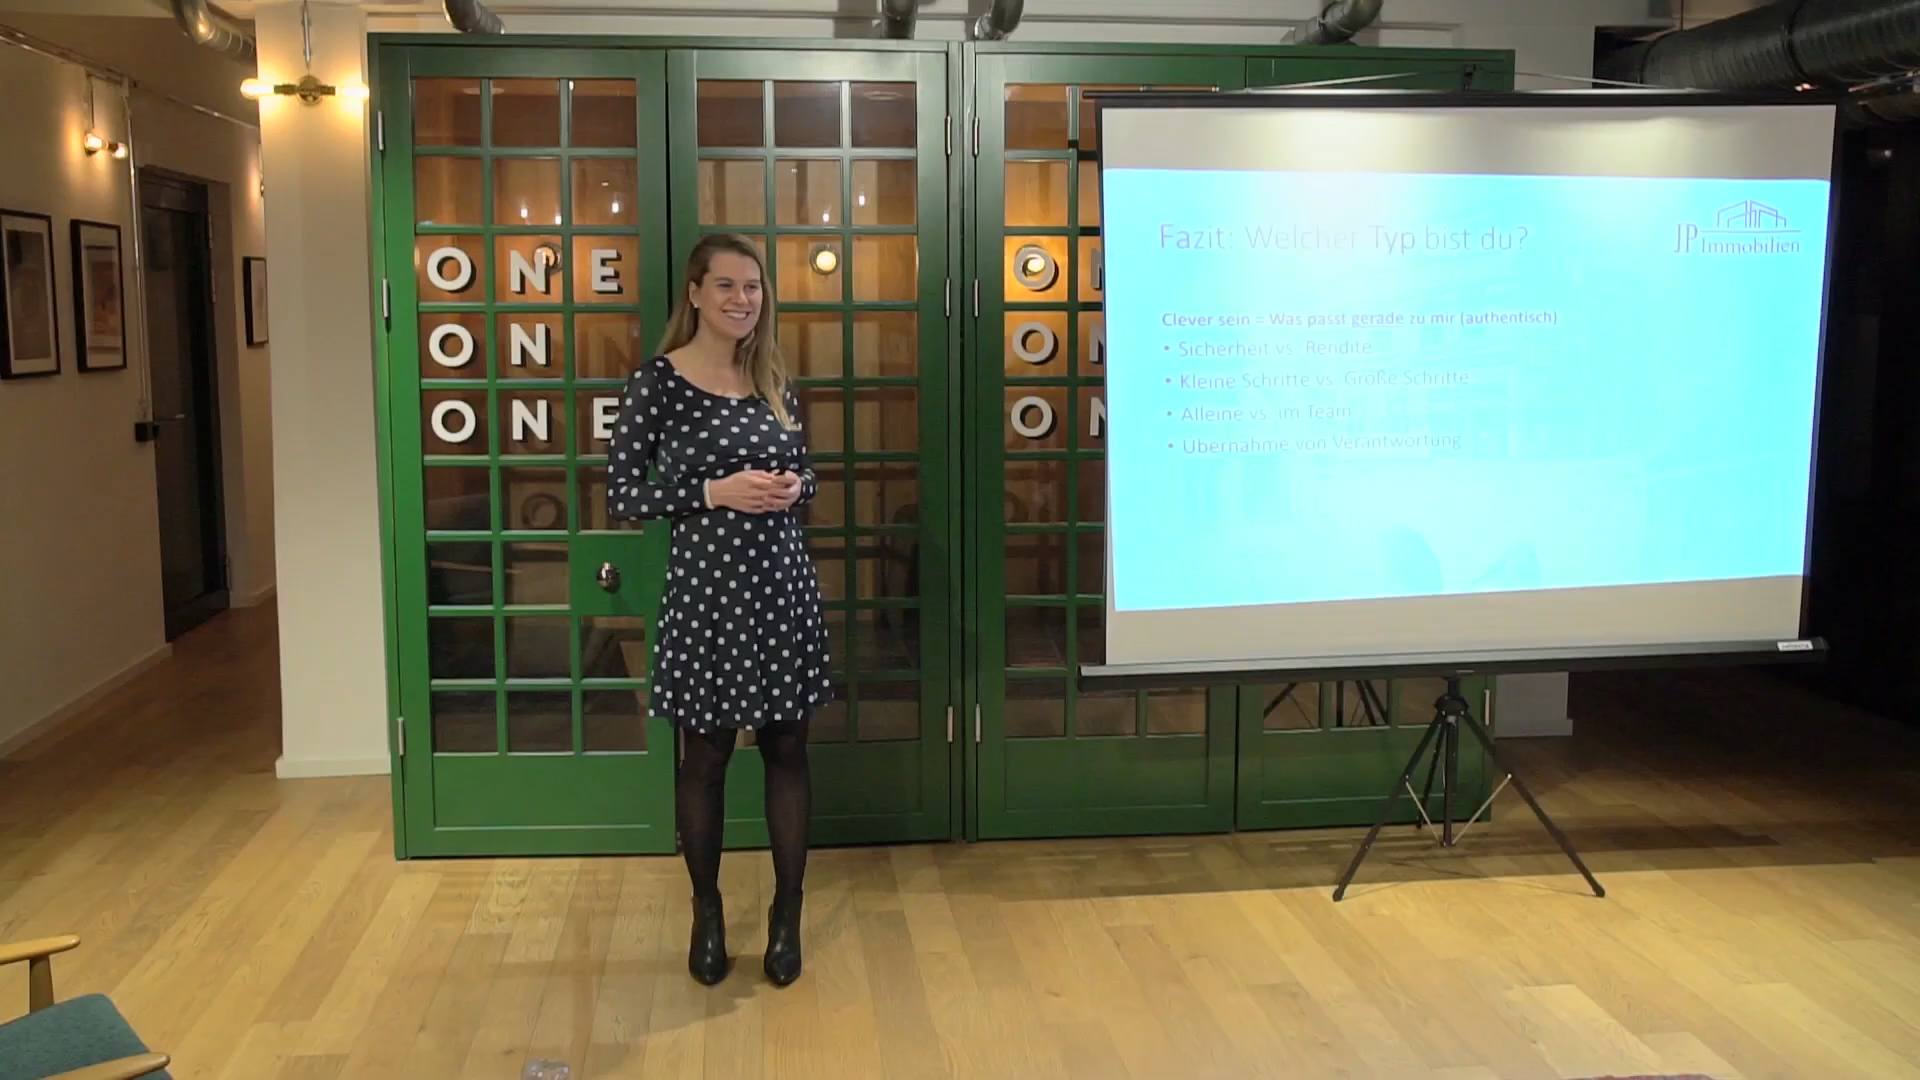 ONE
ONE
ONE
O
O
O
Fazit: Welcher Typ bist du?
JP Immobilien
Clever sein = Was passt gerade zu mir (authentisch)
• Sicherheit vs. Rendite
• Kleine Schritte vs. Große Schritte
• Alleine vs. im Team
• Übernahme von Verantwortung